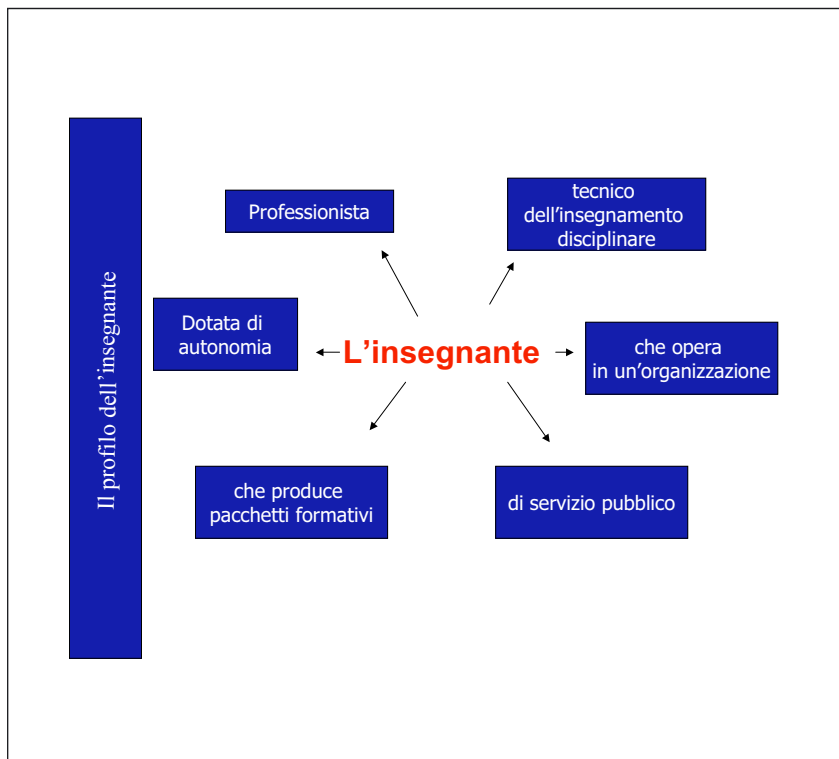 Il profilo dell’insegnante
Professionista
tecnico
dell’insegnamento
disciplinare
Dotata di
autonomia
L’insegnante
che opera
in un’organizzazione
che produce
pacchetti formativi
di servizio pubblico